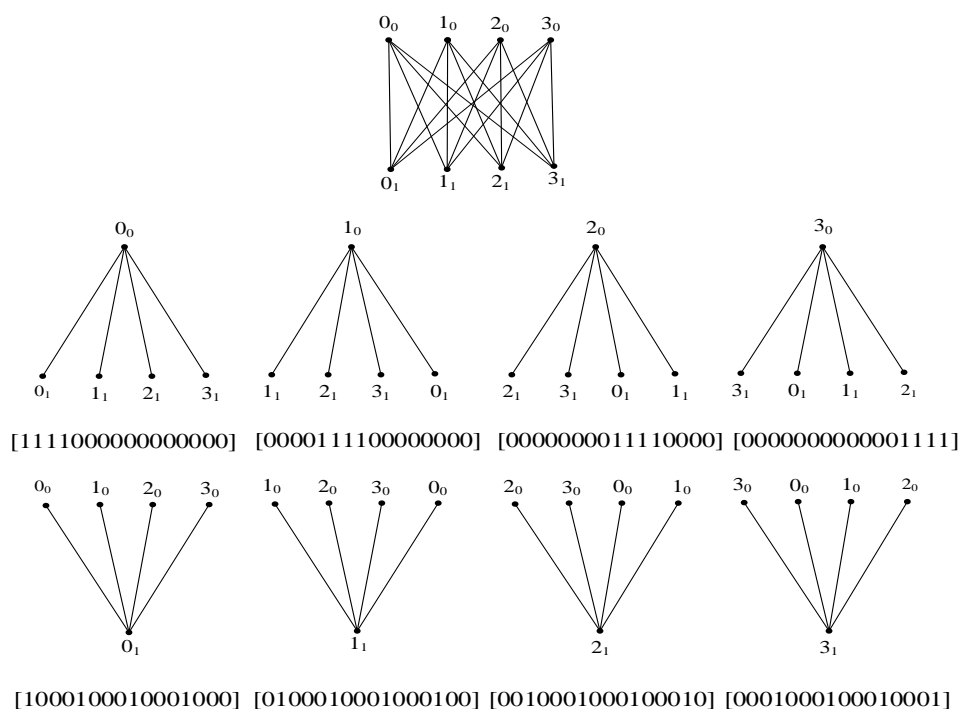 0₀ 1₀ 2₀ 3₀
0₁ 1₁ 2₁ 3₁
0₀ 1₀ 2₀ 3₀
0₁ 1₁ 2₁ 3₁ 1₁ 2₁ 3₁ 0₁ 2₁ 3₁ 0₁ 1₁ 3₁ 0₁ 1₁ 2₁
[1111000000000000] [0000111100000000] [0000000011110000] [0000000000001111]
0₀ 1₀ 2₀ 3₀ 1₀ 2₀ 3₀ 0₀ 2₀ 3₀ 0₀ 1₀ 3₀ 0₀ 1₀ 2₀
0₁ 1₁ 2₁ 3₁
[1000100010001000] [0100010001000100] [0010001000100010] [0001000100010001]